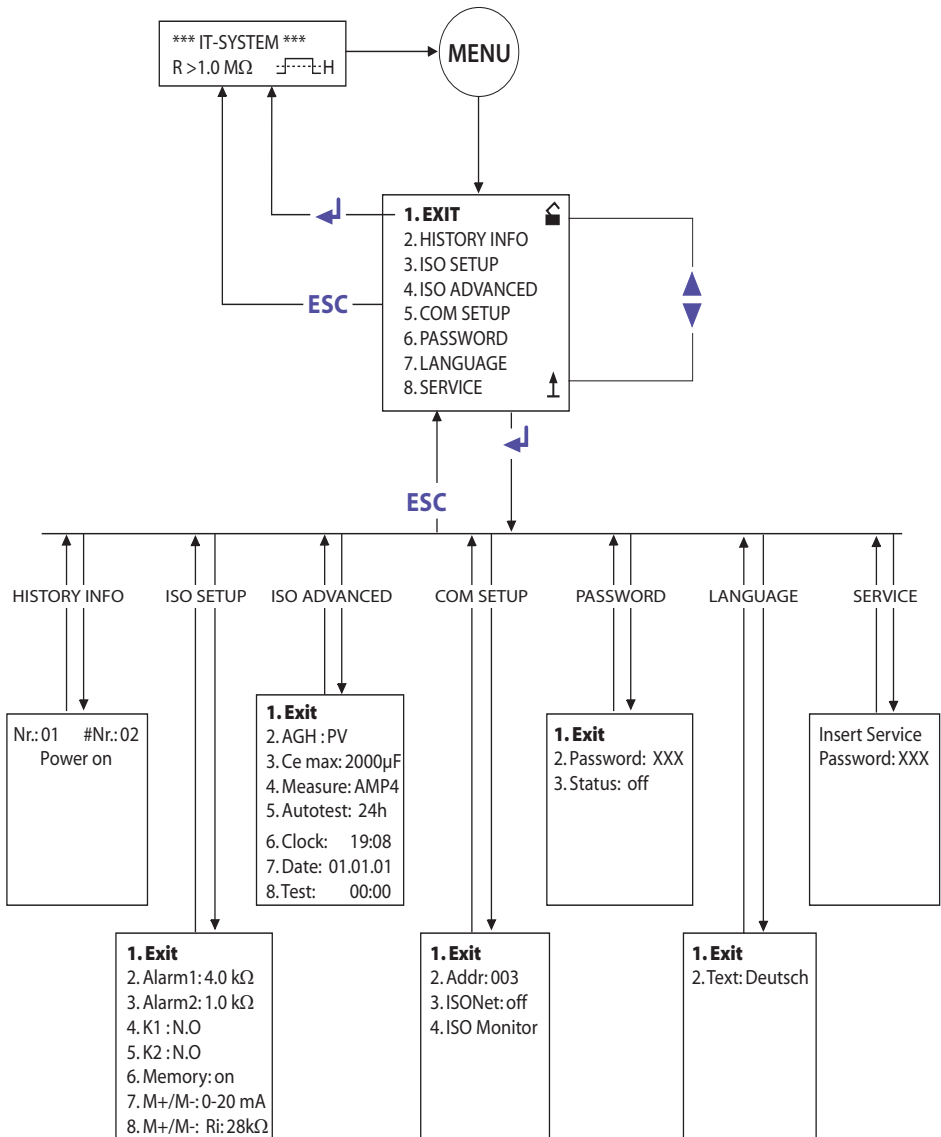 *** IT-SYSTEM ***
R >1.0 MΩ H
MENU
1. EXIT
2. HISTORY INFO
3. ISO SETUP
4. ISO ADVANCED
5. COM SETUP
6. PASSWORD
7. LANGUAGE
8. SERVICE
ESC
ESC
HISTORY INFO
ISO SETUP
ISO ADVANCED
COM SETUP
PASSWORD
LANGUAGE
SERVICE
Nr.: 01 #Nr.: 02
Power on
1. Exit
2. AGH : PV
3. Ce max: 2000µF
4. Measure: AMP4
5. Autotest: 24h
6. Clock: 19:08
7. Date: 01.01.01
8. Test: 00:00
1. Exit
2. Password: XXX
3. Status: off
Insert Service
Password: XXX
1. Exit
2. Alarm1: 4.0 kΩ
3. Alarm2: 1.0 kΩ
4. K1 : N.O
5. K2 : N.O
6. Memory: on
7. M+/M-: 0-20 mA
8. M+/M-: Ri: 28kΩ
1. Exit
2. Addr: 003
3. ISONet: off
4. ISO Monitor
1. Exit
2. Text: Deutsch